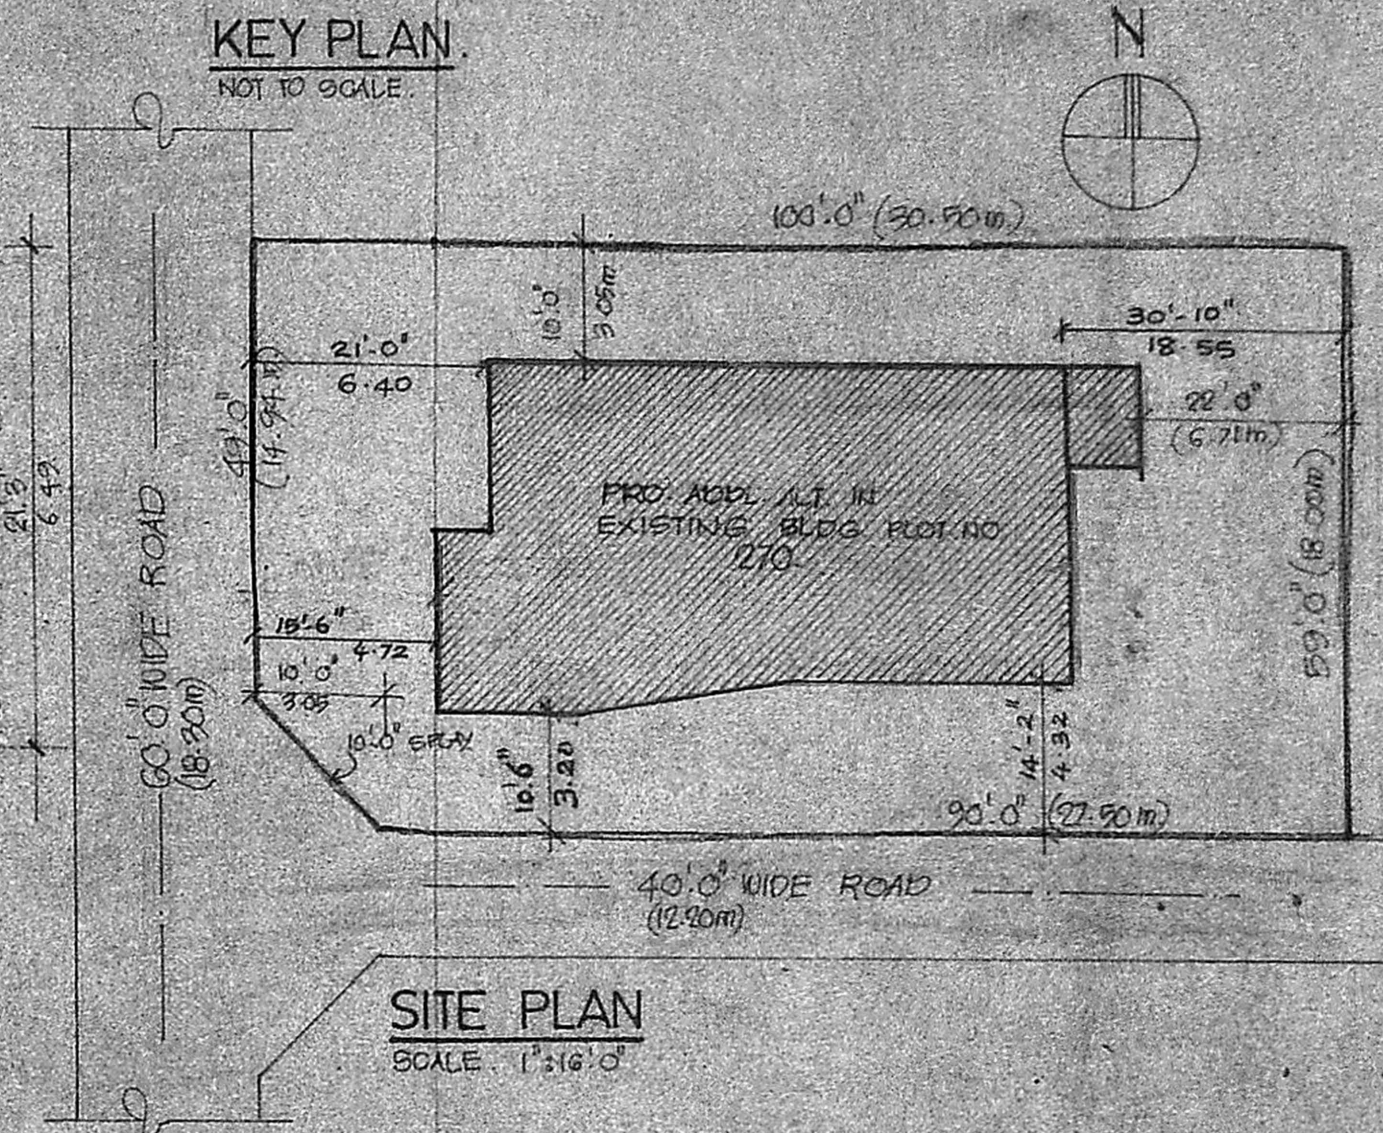 KEY PLAN.
NOT TO SCALE.
N
100'.0" (30.50m)
10'.0"
3.05m
30'-10"
18.55
21'-0"
6.40
22'.0"
(6.71m)
49'.0"
(14.94m)
21.3'
6.49
PRO ADDL. ALT. IN
EXISTING BLDG PLOT.NO
270.
59'.0" (18.00m)
60'.0" WIDE ROAD
(18.30m)
15'-6"
4.72
10'.0"
3.05
10'.0" SPLAY
10'.6"
3.20
14'-2"
4.32
90'.0" (27.50m)
40'.0" WIDE ROAD
(12.20m)
SITE PLAN
SCALE. 1":16'.0"